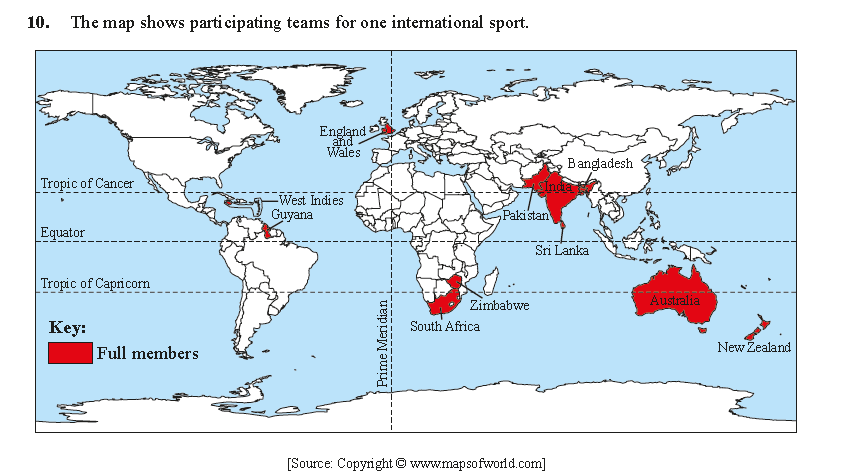 10. The map shows participating teams for one international sport.
England
and
Wales
Bangladesh
Tropic of Cancer
India
West Indies
Guyana
Pakistan
Equator
Sri Lanka
Tropic of Capricorn
Australia
Zimbabwe
South Africa
Prime Meridian
Key:
Full members
New Zealand
[Source: Copyright © www.mapsofworld.com]